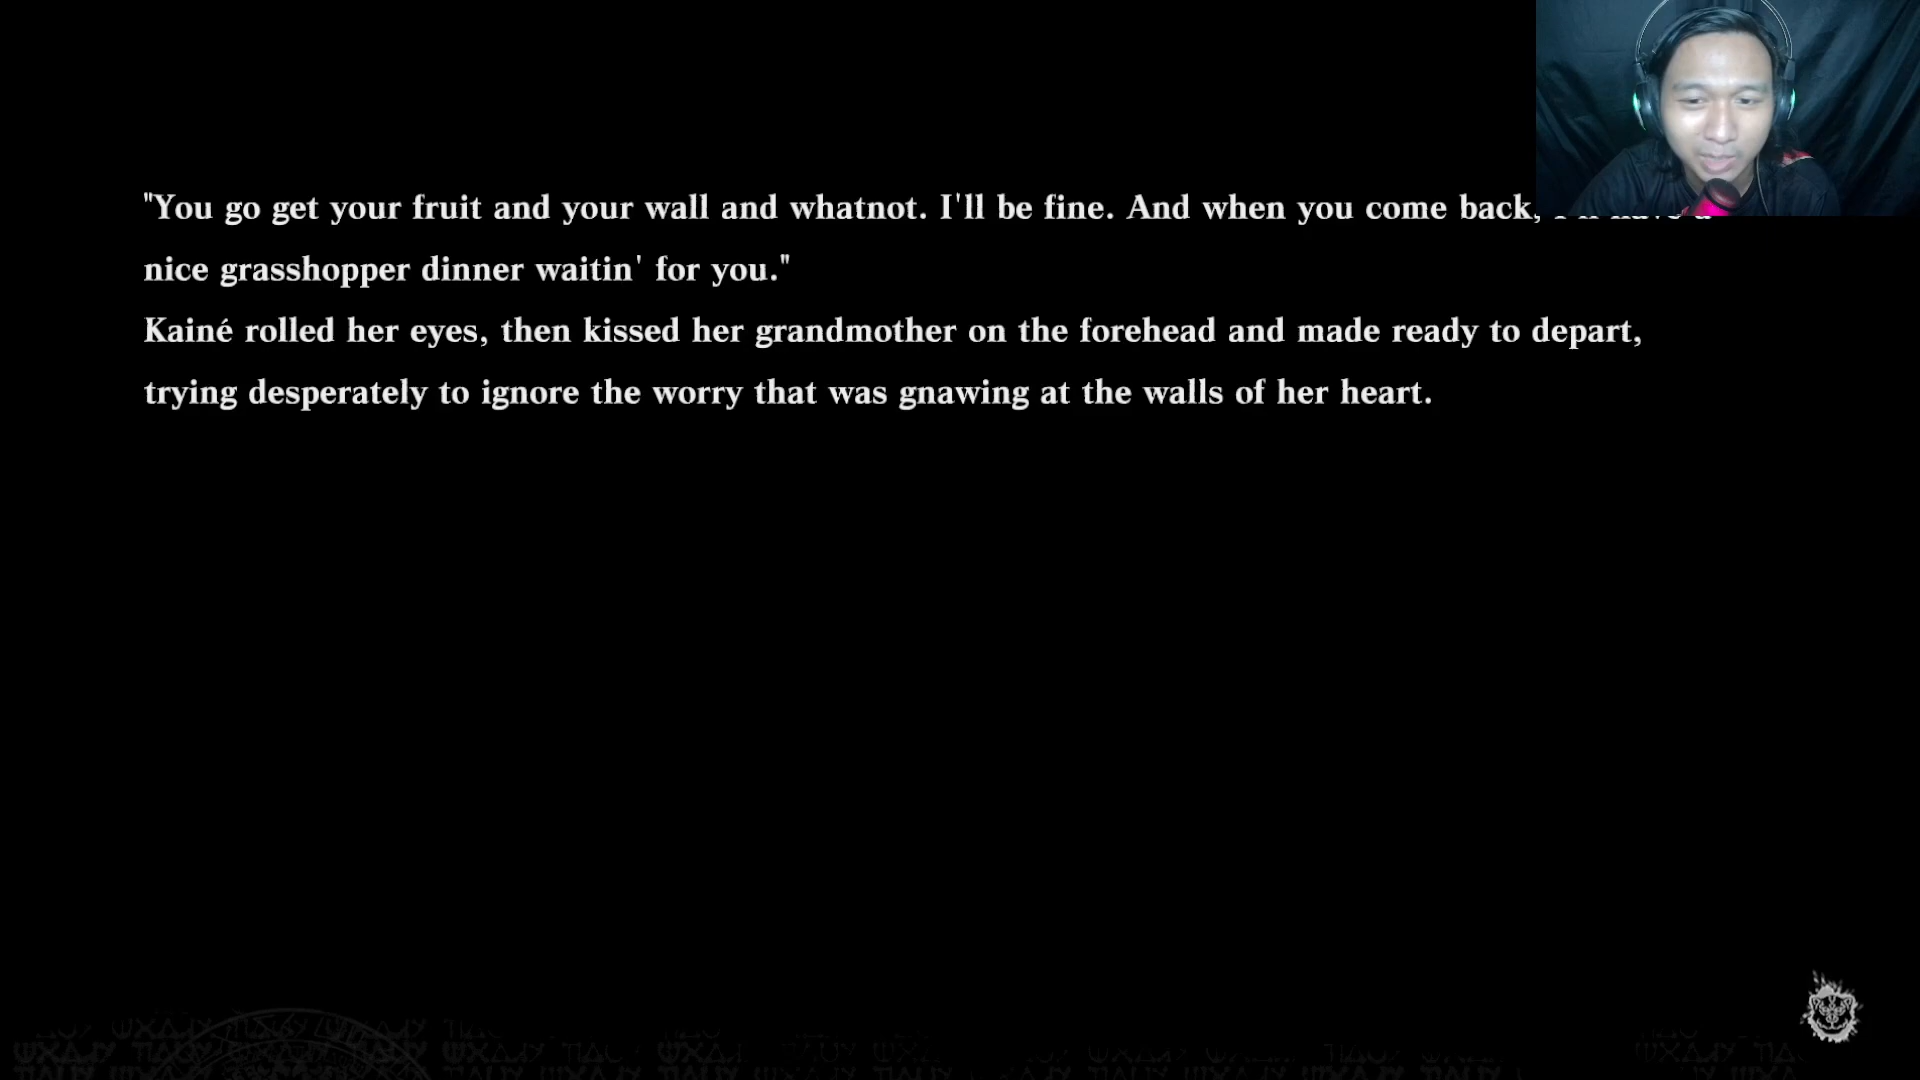 "You go get your fruit and your wall and whatnot. I'll be fine. And when you come back,
nice grasshopper dinner waitin' for you."
Kainé rolled her eyes, then kissed her grandmother on the forehead and made ready to depart,
trying desperately to ignore the worry that was gnawing at the walls of her heart.